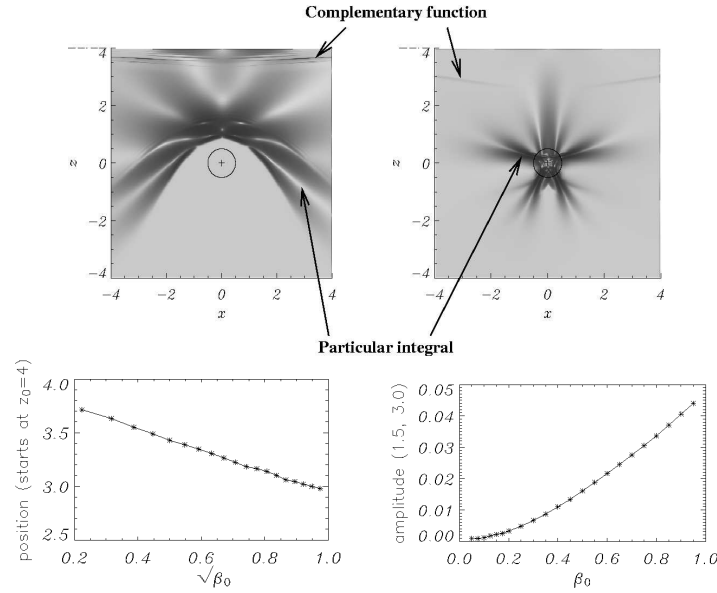 Complementary function
4
2
0
−2
−4
z
−4 −2 0 2 4
x
4
2
0
−2
−4
z
−4 −2 0 2 4
x
Particular integral
4.0
3.5
3.0
2.5
position (starts at z₀=4)
0.2 0.4 0.6 0.8 1.0
√β₀
0.05
0.04
0.03
0.02
0.01
0.00
amplitude (1.5, 3.0)
0.0 0.2 0.4 0.6 0.8 1.0
β₀